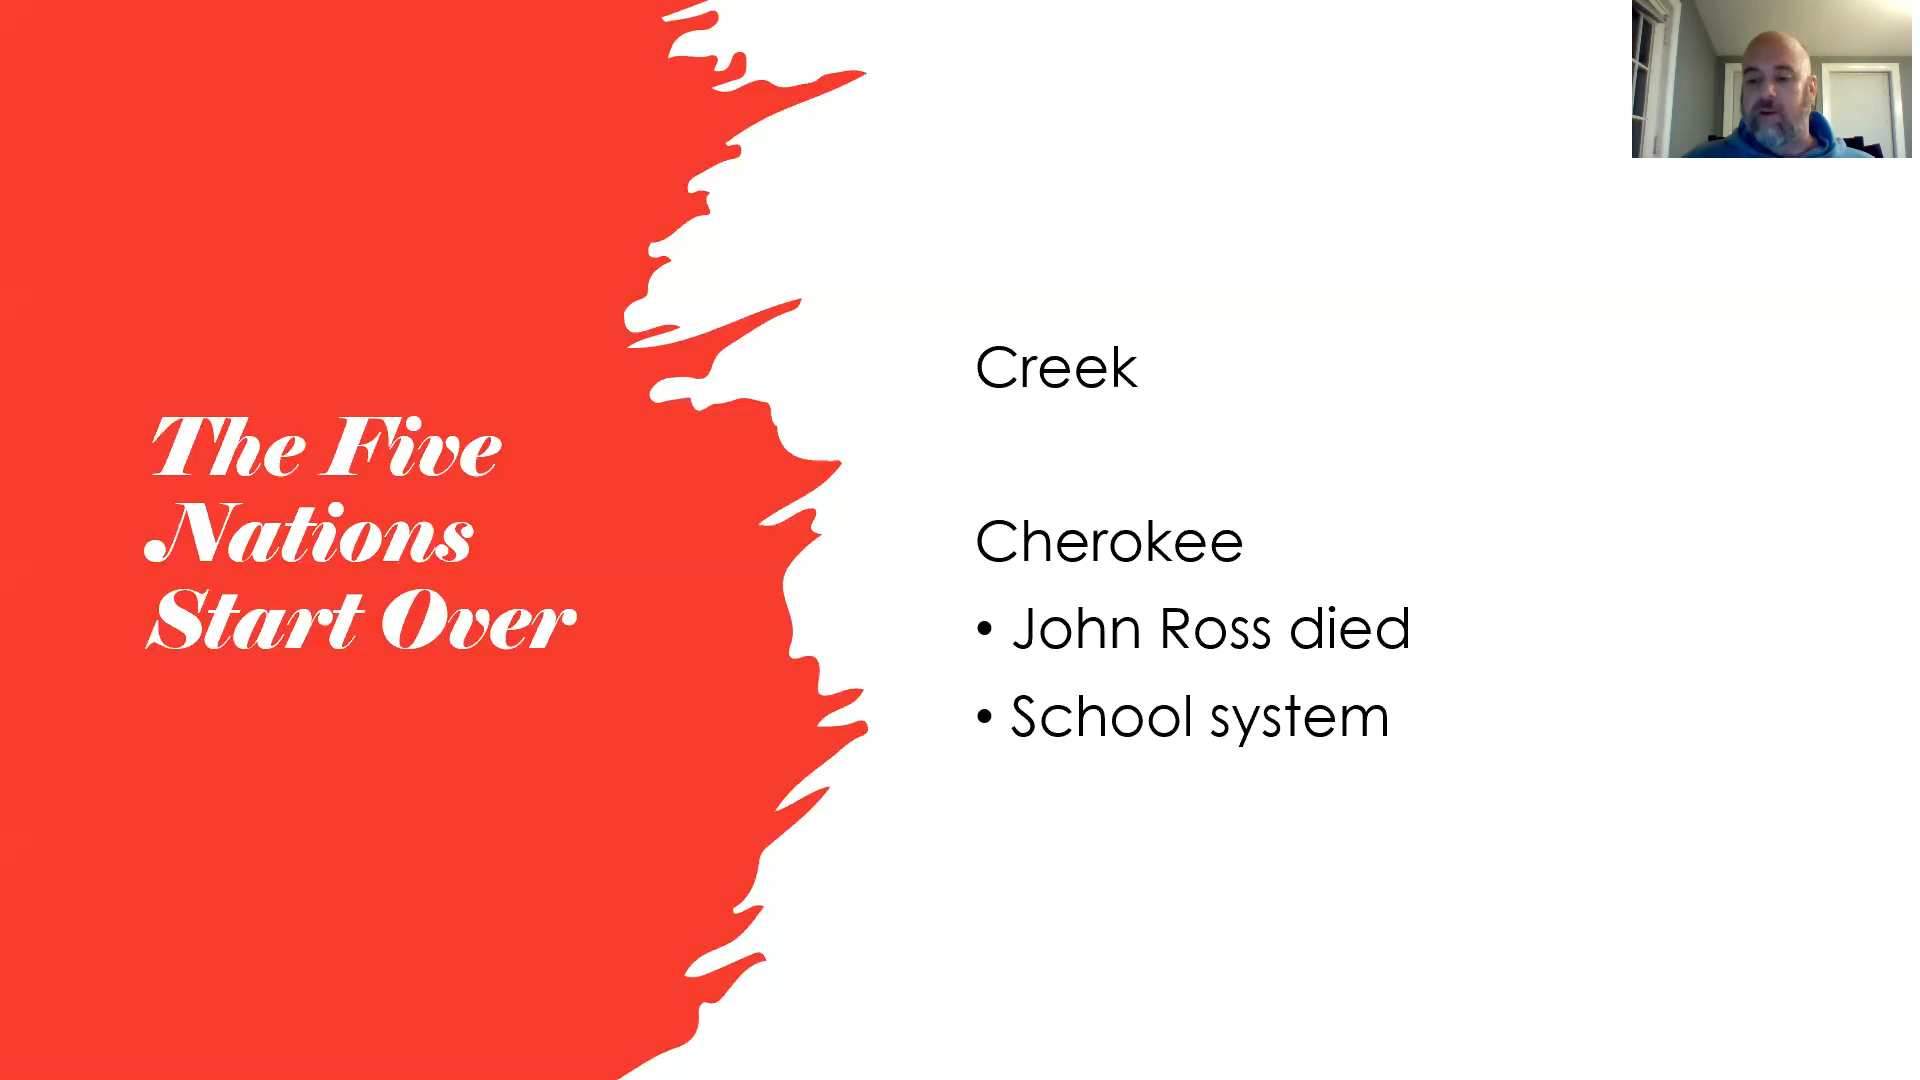 The Five
Nations
Start Over
Creek
Cherokee
• John Ross died
• School system